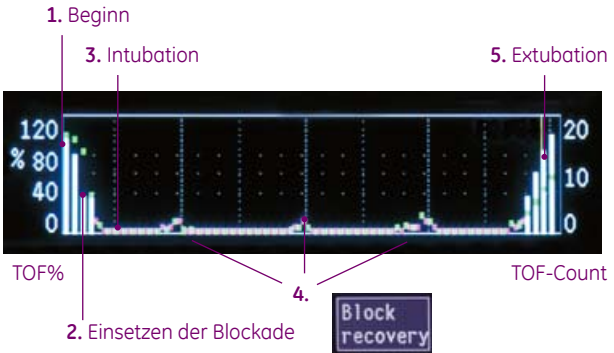 1. Beginn
3. Intubation
5. Extubation
120
% 80
40
0
20
10
0
TOF%
TOF-Count
4.
2. Einsetzen der Blockade
Block
recovery